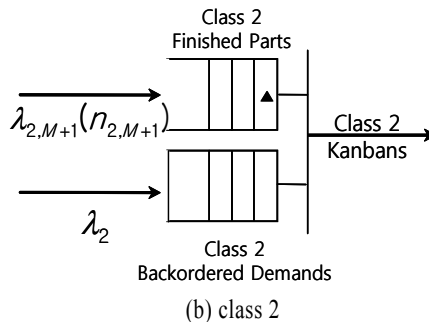 Class 2
Finished Parts
λ2,M+1(n2,M+1)
Class 2
Kanbans
λ2
Class 2
Backordered Demands
(b) class 2